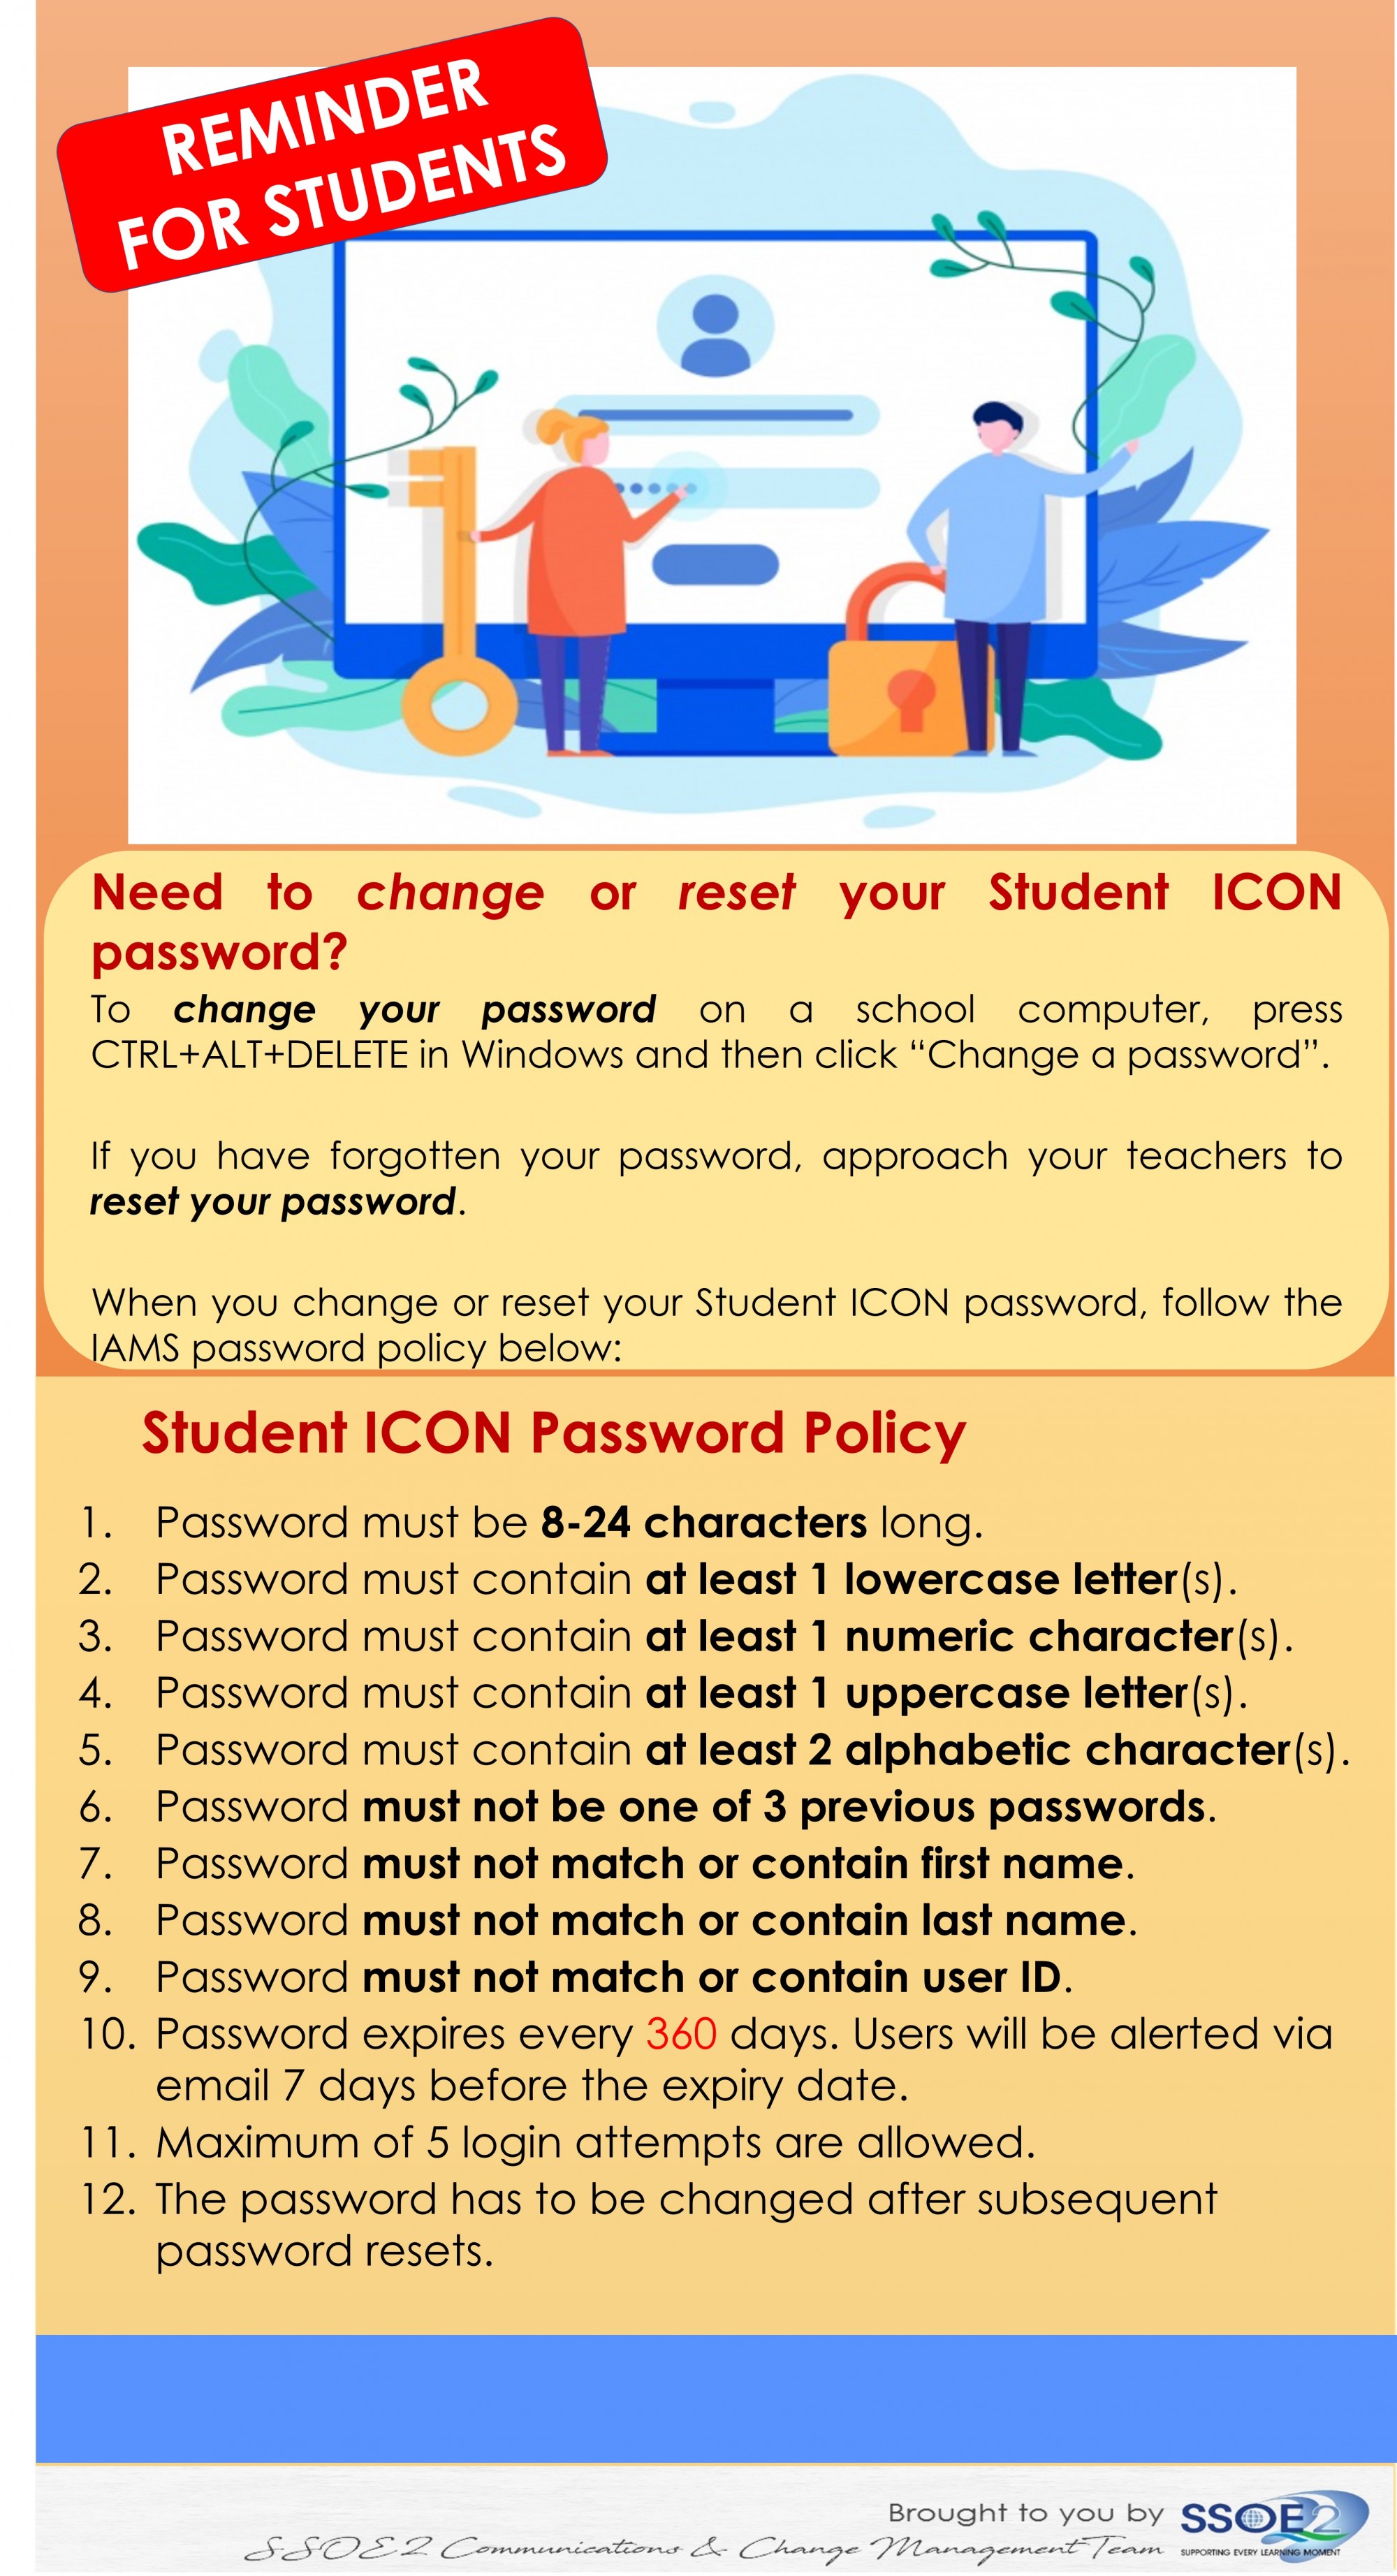 REMINDER
FOR STUDENTS
Need to change or reset your Student ICON
password?
To change your password on a school computer, press
CTRL+ALT+DELETE in Windows and then click “Change a password”.
If you have forgotten your password, approach your teachers to
reset your password.
When you change or reset your Student ICON password, follow the
IAMS password policy below:
Student ICON Password Policy
1. Password must be 8-24 characters long.
2. Password must contain at least 1 lowercase letter(s).
3. Password must contain at least 1 numeric character(s).
4. Password must contain at least 1 uppercase letter(s).
5. Password must contain at least 2 alphabetic character(s).
6. Password must not be one of 3 previous passwords.
7. Password must not match or contain first name.
8. Password must not match or contain last name.
9. Password must not match or contain user ID.
10. Password expires every 360 days. Users will be alerted via
email 7 days before the expiry date.
11. Maximum of 5 login attempts are allowed.
12. The password has to be changed after subsequent
password resets.
Brought to you by SSOE2
SSOE2 Communications & Change Management Team
SUPPORTING EVERY LEARNING MOMENT